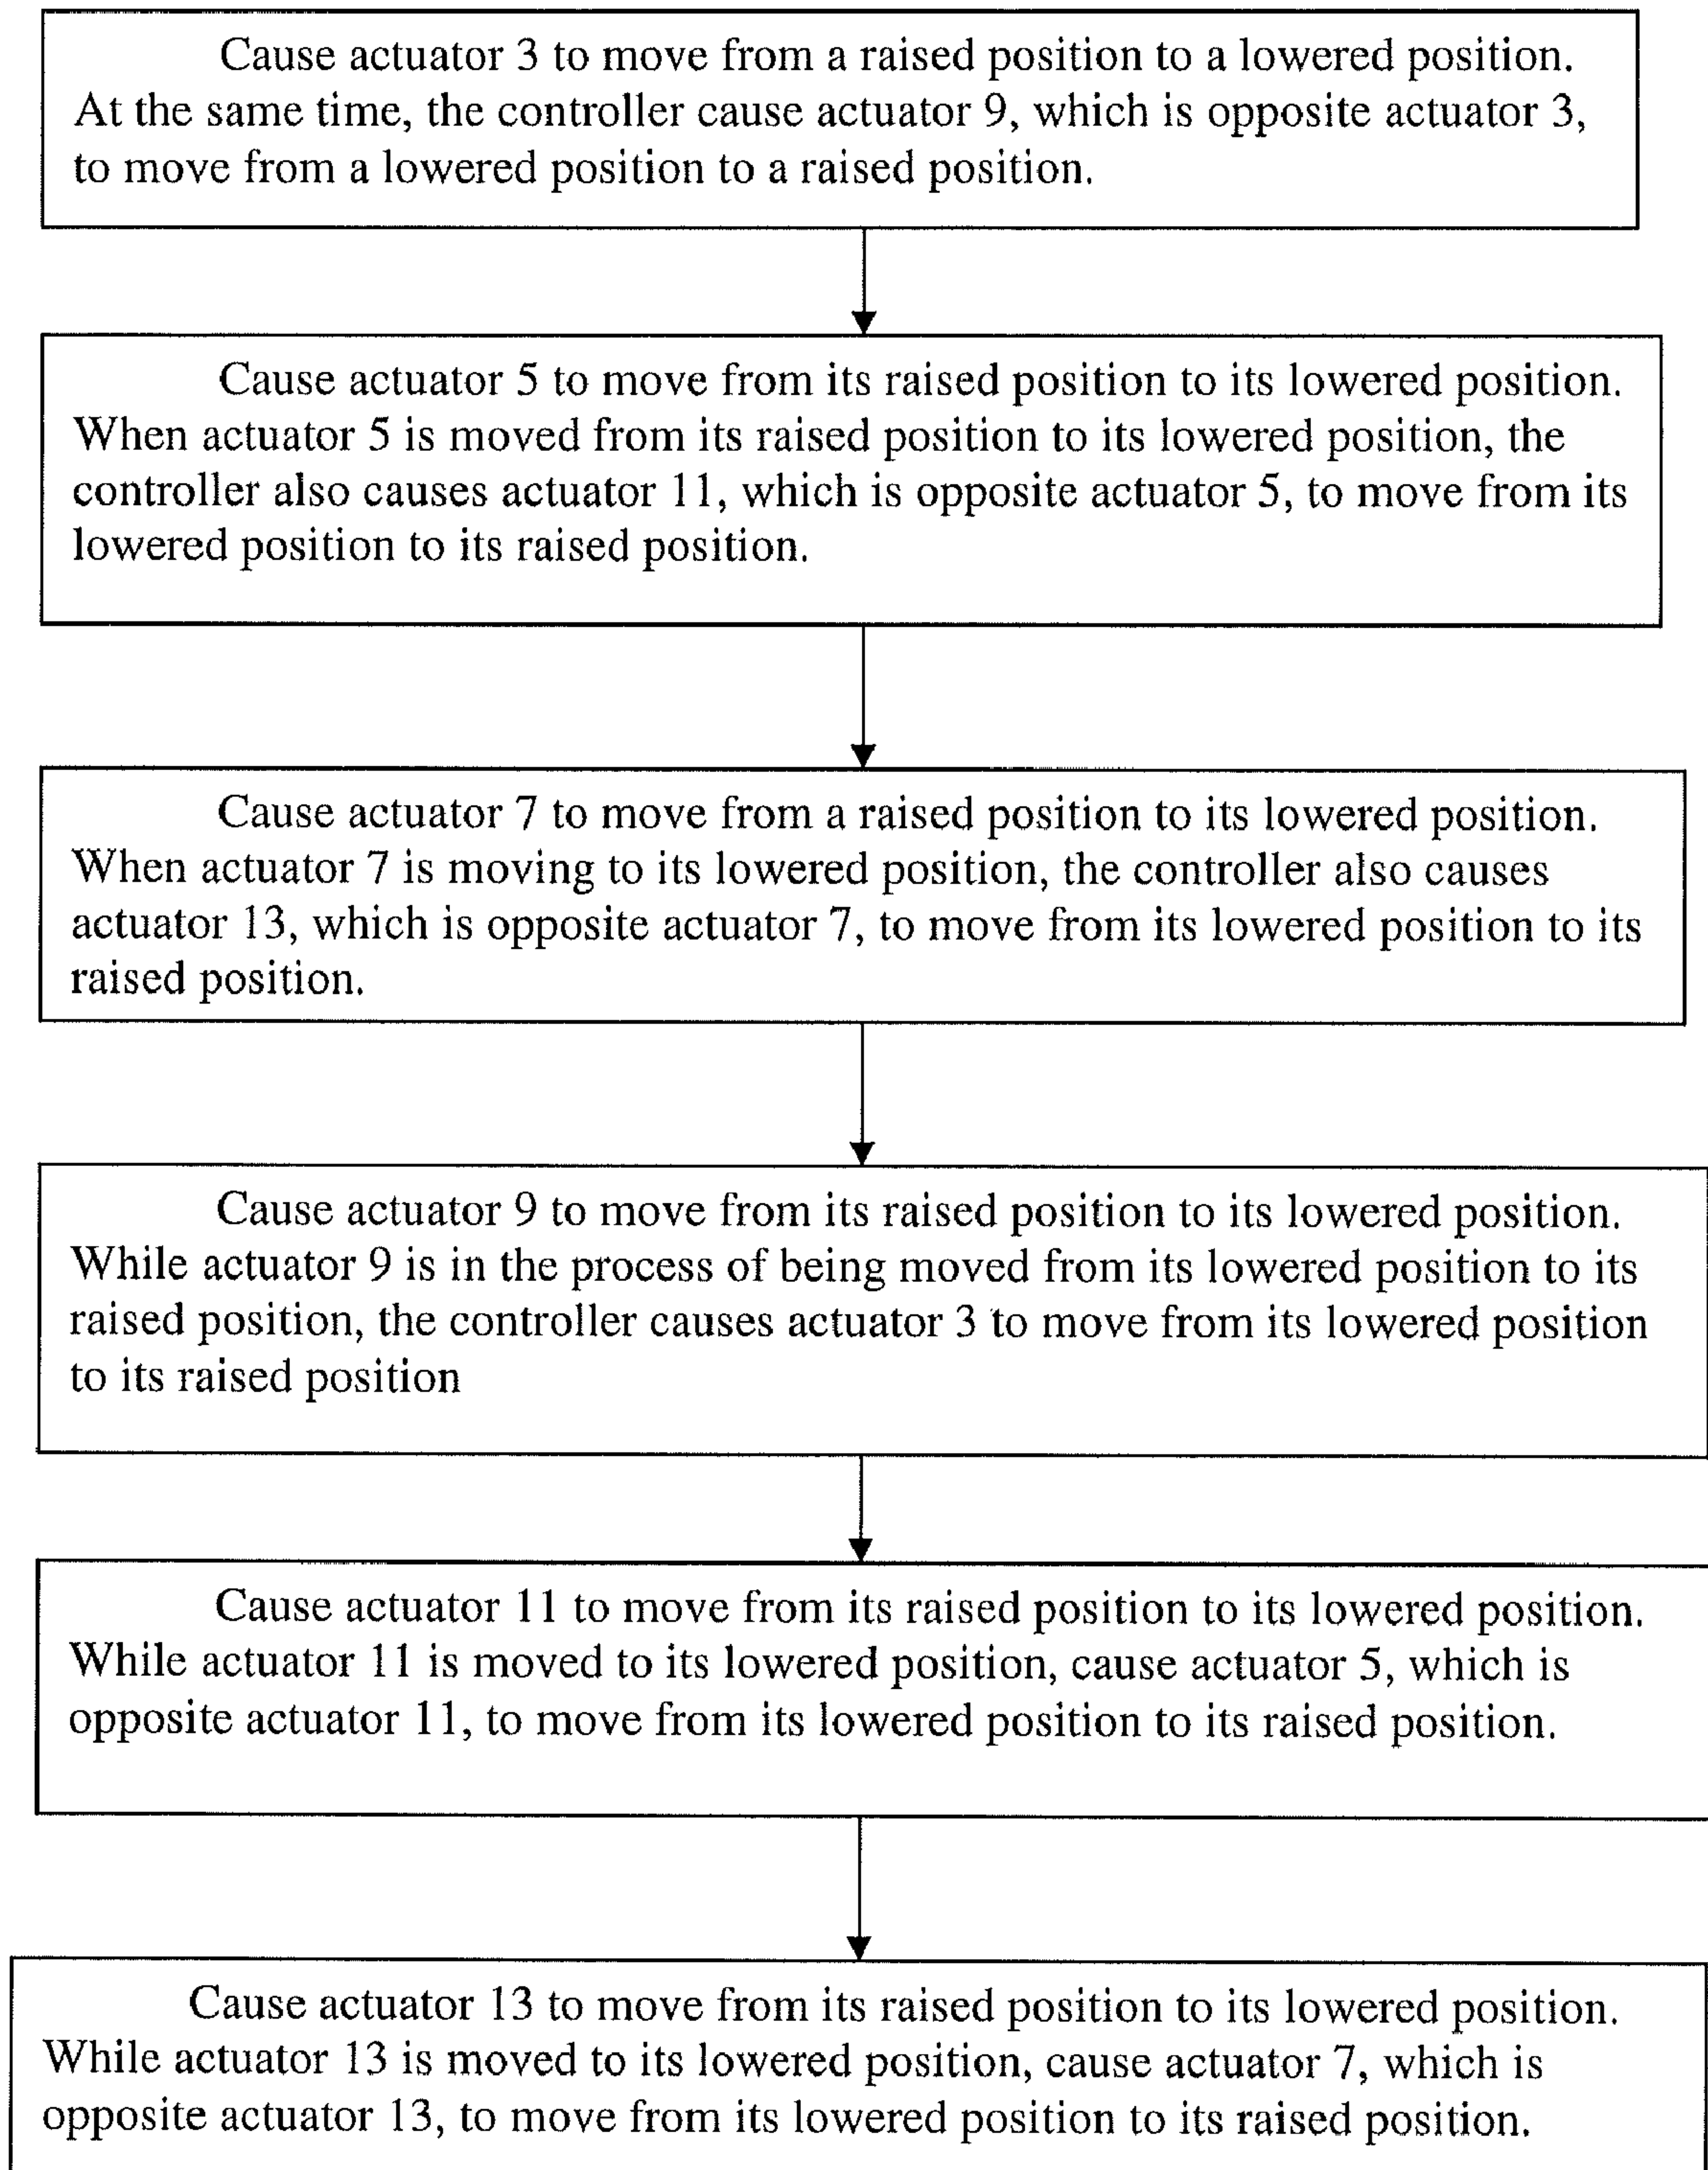 Cause actuator 3 to move from a raised position to a lowered position.
At the same time, the controller cause actuator 9, which is opposite actuator 3,
to move from a lowered position to a raised position.
Cause actuator 5 to move from its raised position to its lowered position.
When actuator 5 is moved from its raised position to its lowered position, the
controller also causes actuator 11, which is opposite actuator 5, to move from its
lowered position to its raised position.
Cause actuator 7 to move from a raised position to its lowered position.
When actuator 7 is moving to its lowered position, the controller also causes
actuator 13, which is opposite actuator 7, to move from its lowered position to its
raised position.
Cause actuator 9 to move from its raised position to its lowered position.
While actuator 9 is in the process of being moved from its lowered position to its
raised position, the controller causes actuator 3 to move from its lowered position
to its raised position
Cause actuator 11 to move from its raised position to its lowered position.
While actuator 11 is moved to its lowered position, cause actuator 5, which is
opposite actuator 11, to move from its lowered position to its raised position.
Cause actuator 13 to move from its raised position to its lowered position.
While actuator 13 is moved to its lowered position, cause actuator 7, which is
opposite actuator 13, to move from its lowered position to its raised position.